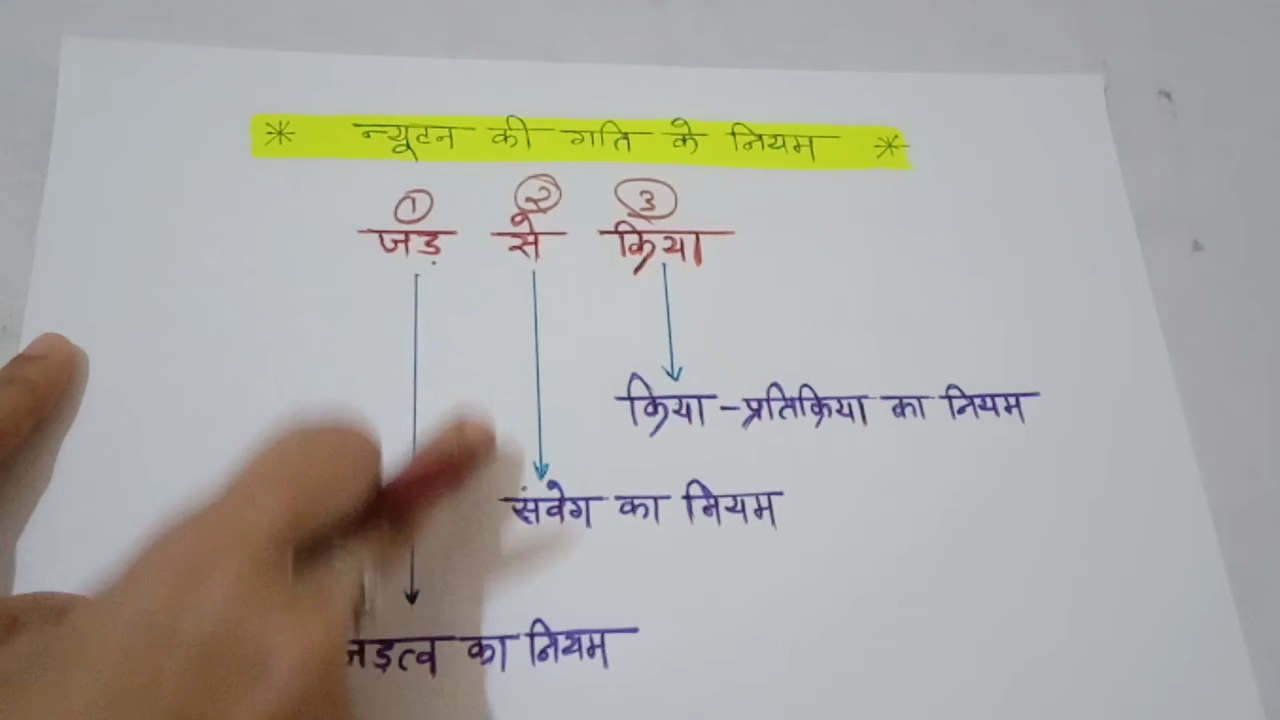 * न्यूटन की गति के नियम *
① ② ③
जड़ से क्रिया
क्रिया-प्रतिक्रिया का नियम
संवेग का नियम
जड़त्व का नियम